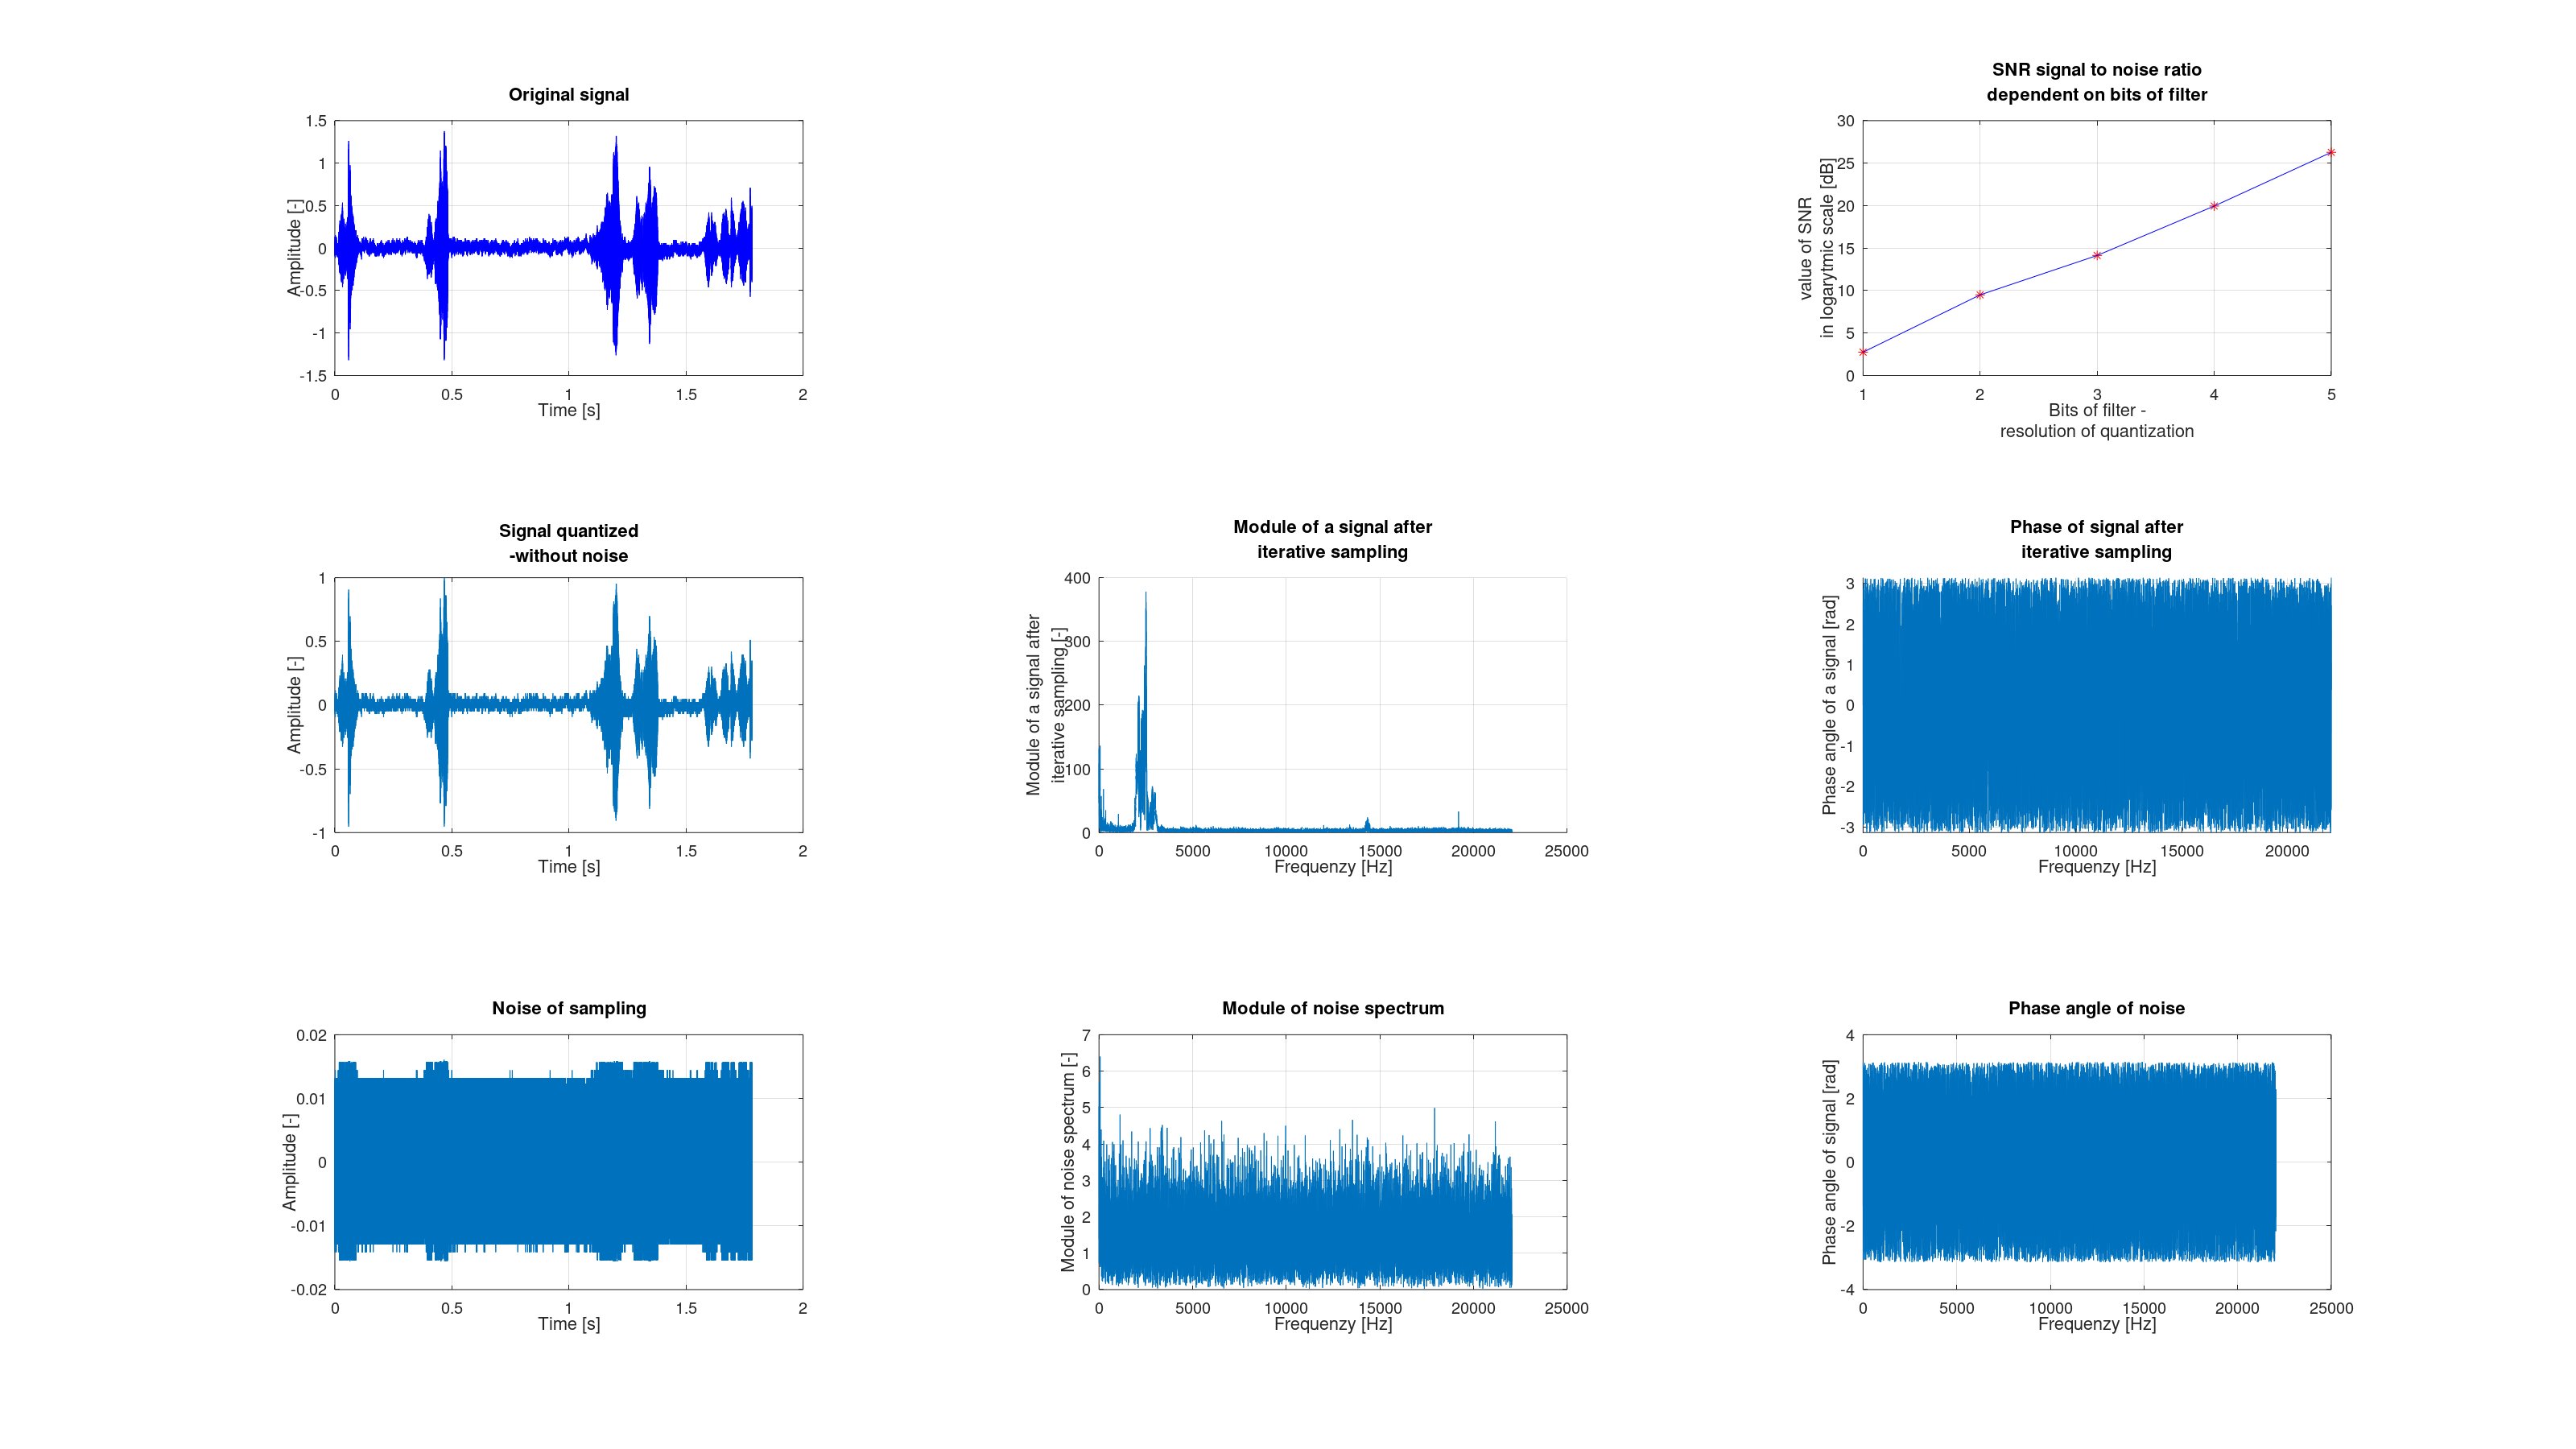 Original signal
1.5
1
0.5
0
-0.5
-1
-1.5
Amplitude [-]
0 0.5 1 1.5 2
Time [s]
SNR signal to noise ratio
dependent on bits of filter
30
25
20
15
10
5
0
value of SNR
in logarytmic scale [dB]
1 2 3 4 5
Bits of filter -
resolution of quantization
Signal quantized
-without noise
1
0.5
0
-0.5
-1
Amplitude [-]
0 0.5 1 1.5 2
Time [s]
Module of a signal after
iterative sampling
400
300
200
100
0
Module of a signal after
iterative sampling [-]
0 5000 10000 15000 20000 25000
Frequenzy [Hz]
Phase of signal after
iterative sampling
3
2
1
0
-1
-2
-3
Phase angle of a signal [rad]
0 5000 10000 15000 20000
Frequenzy [Hz]
Noise of sampling
0.02
0.01
0
-0.01
-0.02
Amplitude [-]
0 0.5 1 1.5 2
Time [s]
Module of noise spectrum
7
6
5
4
3
2
1
0
Module of noise spectrum [-]
0 5000 10000 15000 20000 25000
Frequenzy [Hz]
Phase angle of noise
4
2
0
-2
-4
Phase angle of signal [rad]
0 5000 10000 15000 20000 25000
Frequenzy [Hz]